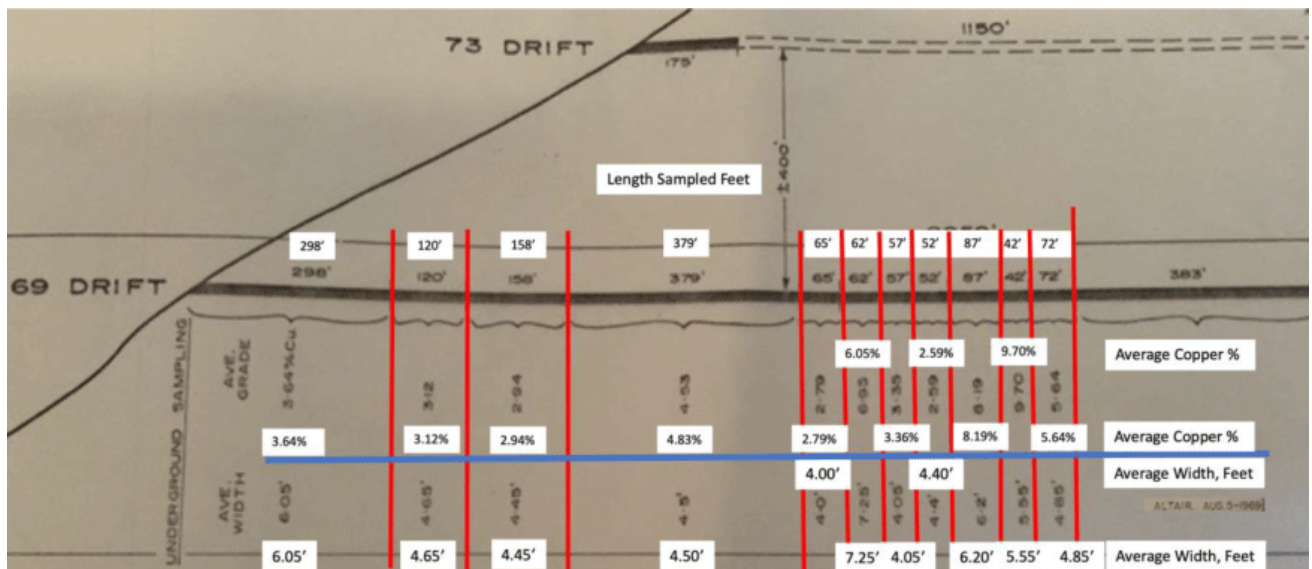 1150'
73 DRIFT
175'
±400'
Length Sampled Feet
298' 120' 158' 379' 65' 62' 57' 52' 87' 42' 72'
298' 120' 158' 379' 65' 62' 57' 52' 87' 42' 72' 383'
69 DRIFT
6.05% 2.59% 9.70% Average Copper %
UNDERGROUND SAMPLING
AVE. GRADE
3.64%Cu. 3.12 2.94 4.53 2.79 6.95 3.35 2.59 8.19 9.70 5.64
3.64% 3.12% 2.94% 4.83% 2.79% 3.36% 8.19% 5.64% Average Copper %
4.00' 4.40' Average Width, Feet
AVE. WIDTH
6.05' 4.65' 4.45' 4.5' 4.0' 7.25' 4.05' 4.4' 6.2' 5.55' 4.85'
ALTAIR. AUG. 5-1969
6.05' 4.65' 4.45' 4.50' 7.25' 4.05' 6.20' 5.55' 4.85' Average Width, Feet